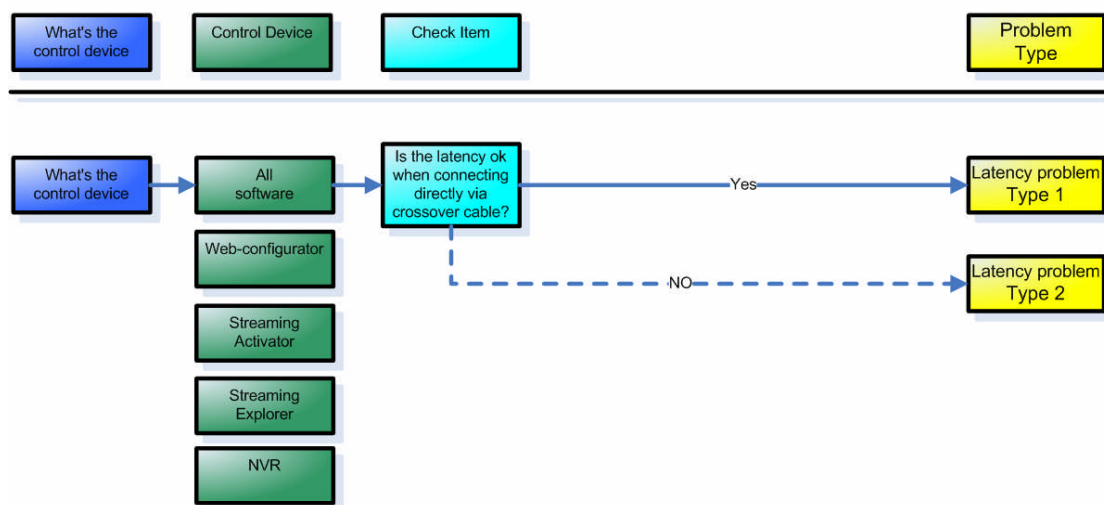 What's the
control device
Control Device
Check Item
Problem
Type
What's the
control device
All
software
Is the latency ok
when connecting
directly via
crossover cable?
Yes
Latency problem
Type 1
Web-configurator
NO
Latency problem
Type 2
Streaming
Activator
Streaming
Explorer
NVR